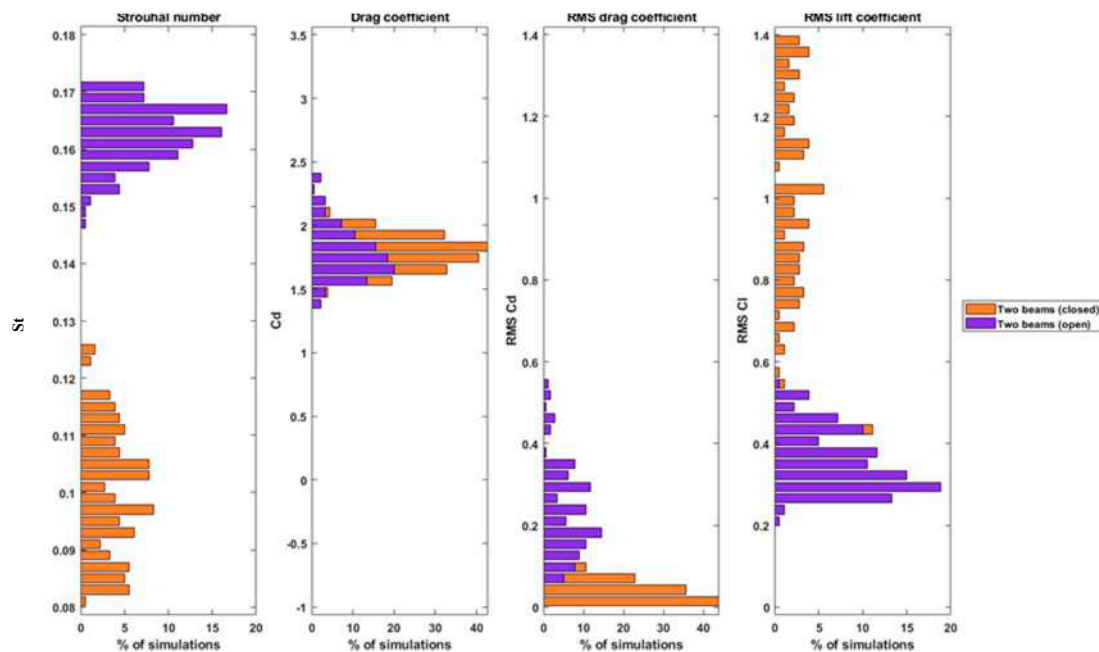 Strouhal number
Drag coefficient
RMS drag coefficient
RMS lift coefficient
St
0.18
0.17
0.16
0.15
0.14
0.13
0.12
0.11
0.1
0.09
0.08
0 5 10 15 20
% of simulations
Cd
3.5
3
2.5
2
1.5
1
0.5
0
-0.5
-1
0 10 20 30 40
% of simulations
RMS Cd
1.4
1.2
1
0.8
0.6
0.4
0.2
0
0 10 20 30 40
% of simulations
RMS Cl
1.4
1.2
1
0.8
0.6
0.4
0.2
0
0 5 10 15 20
% of simulations
Two beams (closed)
Two beams (open)